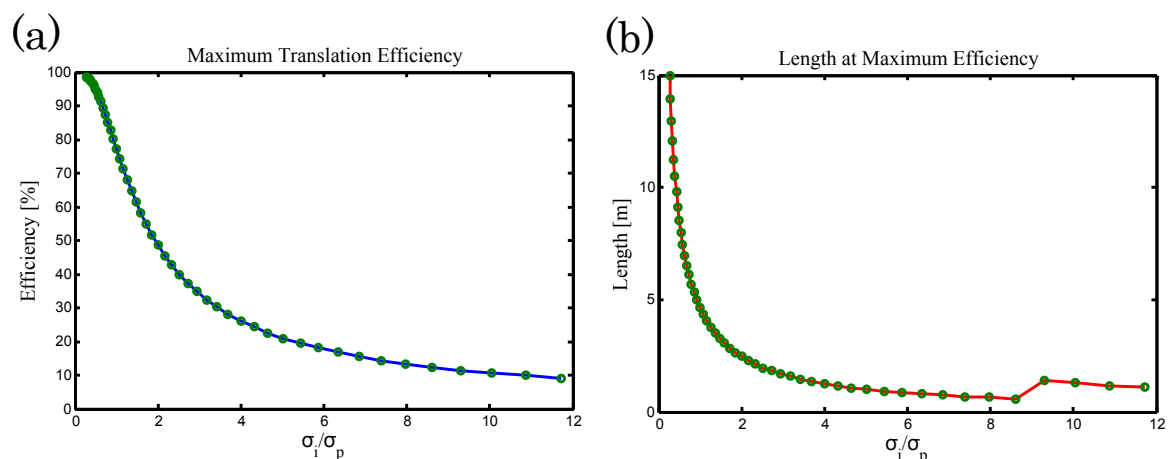 (a)
Maximum Translation Efficiency
Efficiency [%]
100
90
80
70
60
50
40
30
20
10
0
0 2 4 6 8 10 12
σi/σp
(b)
Length at Maximum Efficiency
Length [m]
15
10
5
0
0 2 4 6 8 10 12
σi/σp